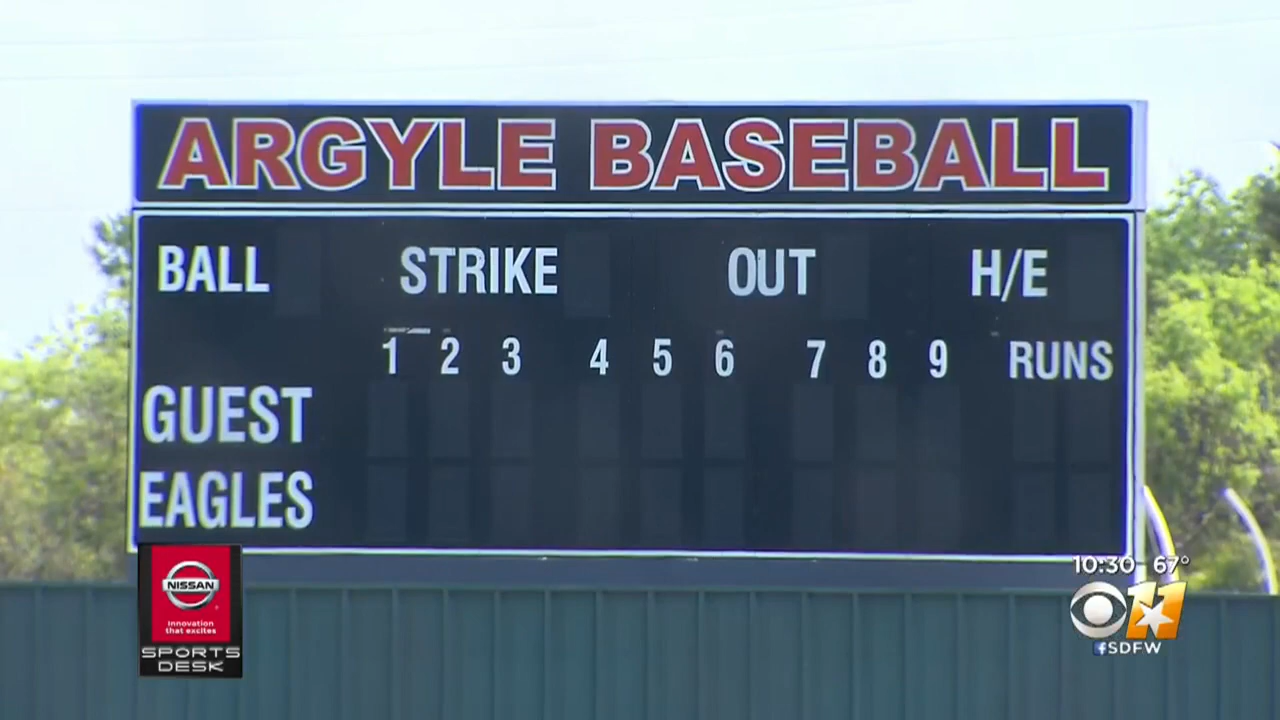 ARGYLE BASEBALL
BALL STRIKE OUT H/E
1 2 3 4 5 6 7 8 9 RUNS
GUEST
EAGLES
NISSAN
Innovation
that excites
SPORTS
DESK
10:30 67°
11
fSDFW